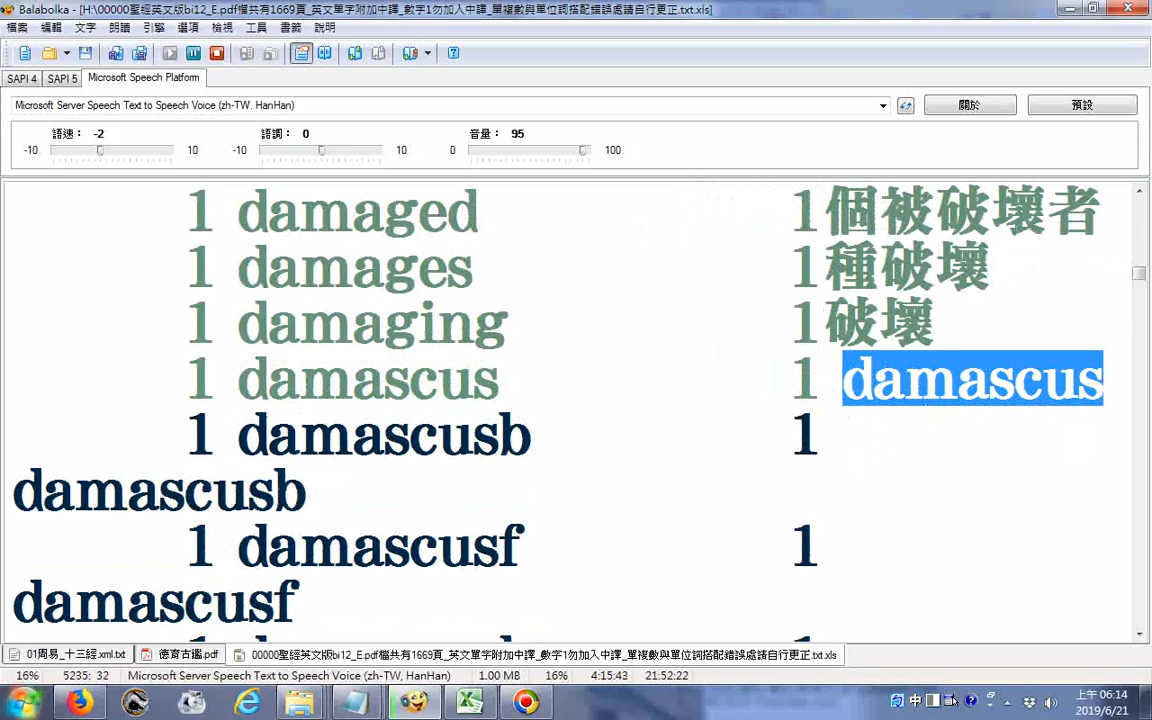 Balabolka - [H:\00000聖經英文版bi12_E.pdf檔共有1669頁_英文單字附加中譯_數字1勿加入中譯_單複數與單位詞搭配錯誤處請自行更正.txt.xls]
檔案 編輯 文字 朗讀 引擎 選項 檢視 工具 書籤 說明
SAPI 4 SAPI 5 Microsoft Speech Platform
Microsoft Server Speech Text to Speech Voice (zh-TW, HanHan) 關於 預設
語速： -2 語調： 0 音量： 95
-10 10 -10 10 0 100
1 damaged 1個被破壞者
1 damages 1種破壞
1 damaging 1破壞
1 damascus 1 damascus
1 damascusb 1
damascusb
1 damascusf 1
damascusf
01周易_十三經.xml.txt 德育古鑑.pdf 00000聖經英文版bi12_E.pdf檔共有1669頁_英文單字附加中譯_數字1勿加入中譯_單複數與單位詞搭配錯誤處請自行更正.txt.xls
16% 5235: 32 Microsoft Server Speech Text to Speech Voice (zh-TW, HanHan) 1.00 MB 16% 4:15:43 21:52:22
中 上午 06:14
2019/6/21